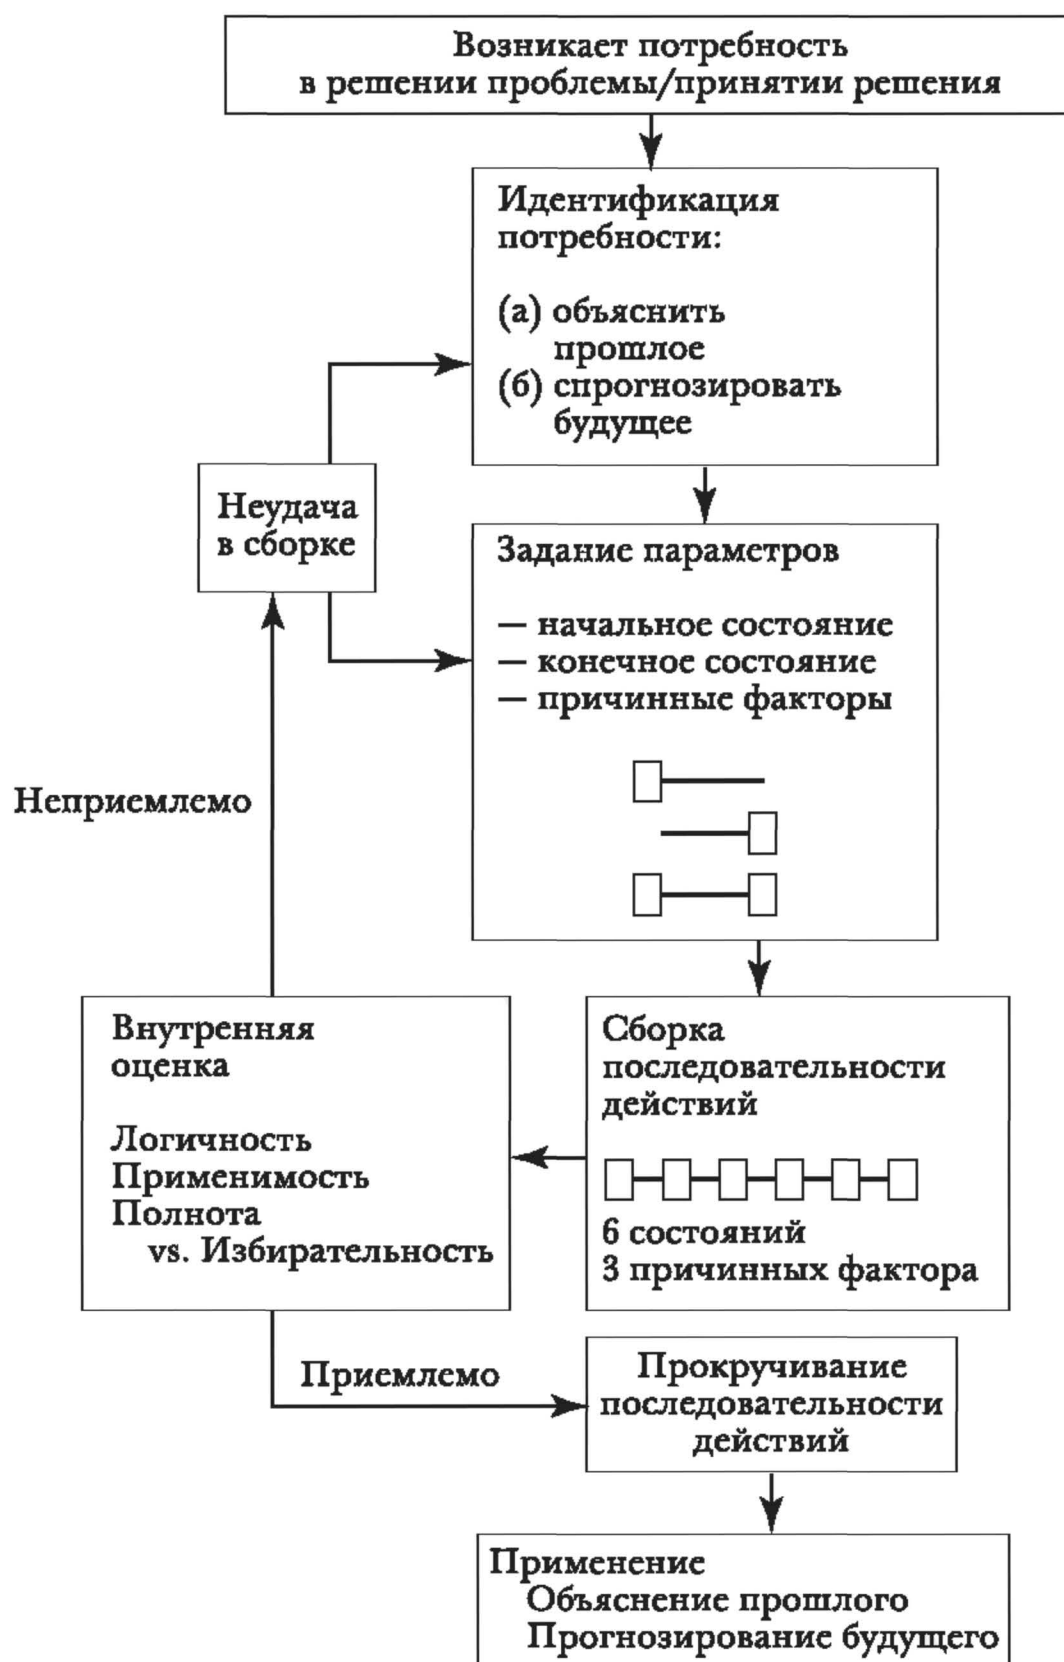 Возникает потребность
в решении проблемы/принятии решения
Идентификация
потребности:
(а) объяснить
прошлое
(б) спрогнозировать
будущее
Неудача
в сборке
Задание параметров
— начальное состояние
— конечное состояние
— причинные факторы
Неприемлемо
Внутренняя
оценка
Логичность
Применимость
Полнота
vs. Избирательность
Сборка
последовательности
действий
6 состояний
3 причинных фактора
Приемлемо
Прокручивание
последовательности
действий
Применение
Объяснение прошлого
Прогнозирование будущего